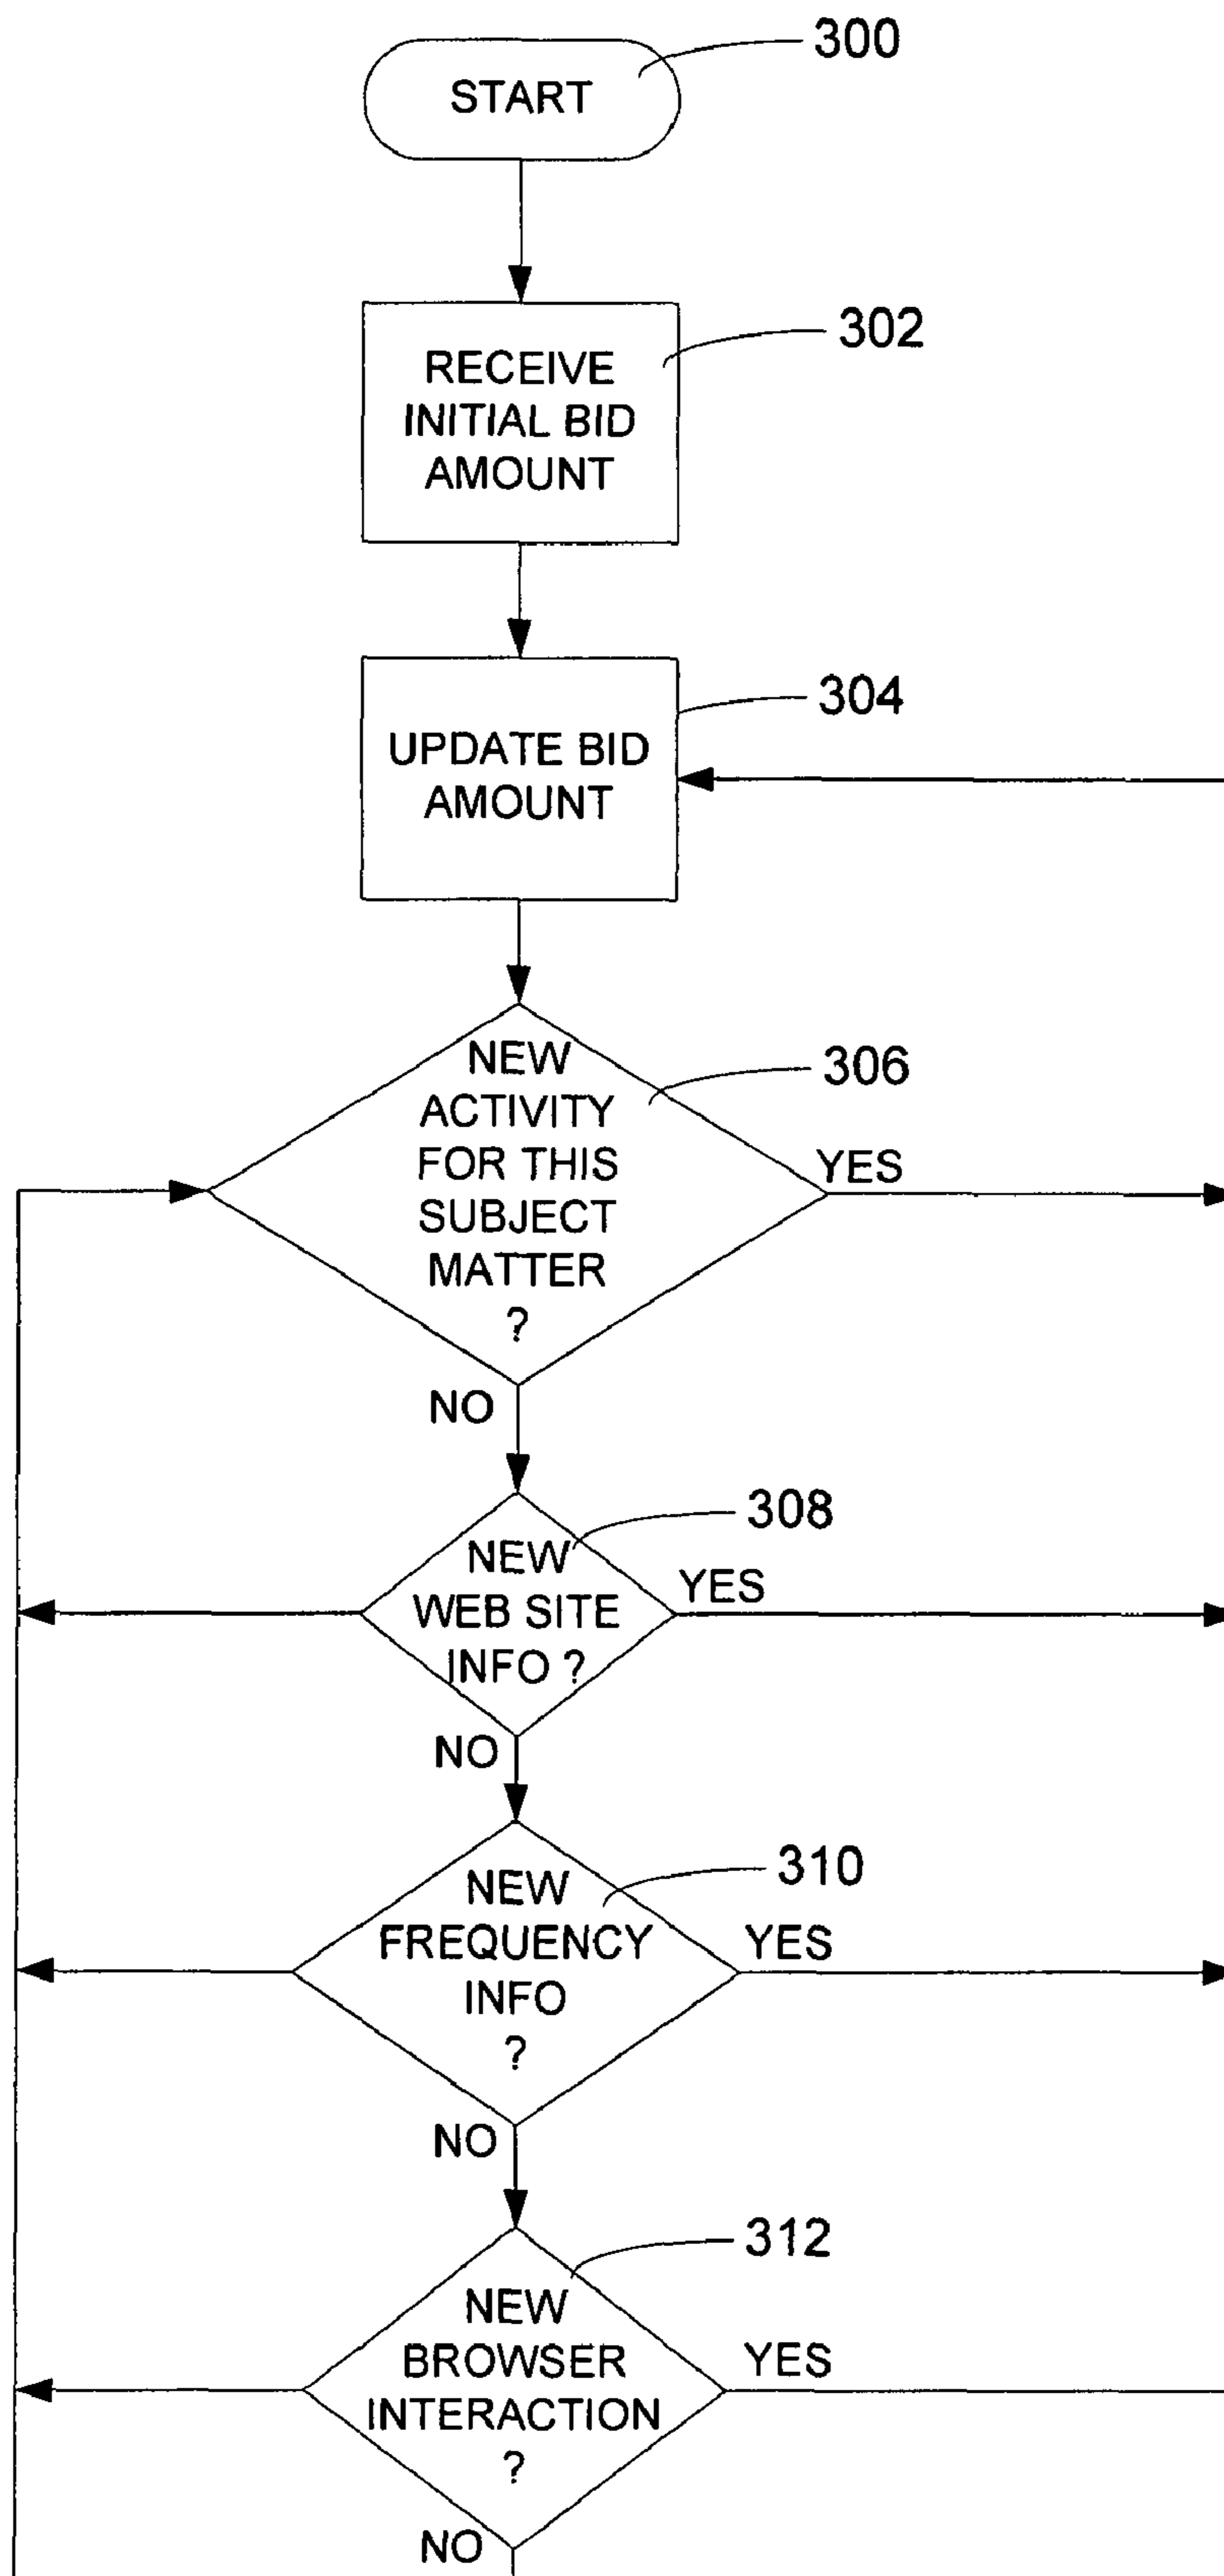 300
START
302
RECEIVE
INITIAL BID
AMOUNT
304
UPDATE BID
AMOUNT
306
NEW
ACTIVITY
FOR THIS
SUBJECT
MATTER
?
YES
NO
308
NEW
WEB SITE
INFO ?
YES
NO
310
NEW
FREQUENCY
INFO
?
YES
NO
312
NEW
BROWSER
INTERACTION
?
YES
NO